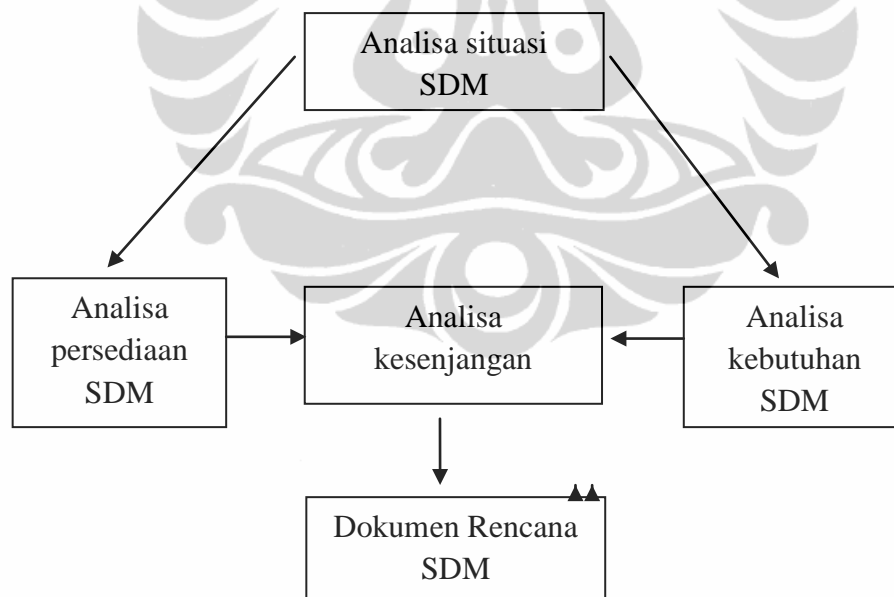 Analisa situasi
SDM
Analisa
persediaan
SDM
Analisa
kesenjangan
Analisa
kebutuhan
SDM
Dokumen Rencana
SDM